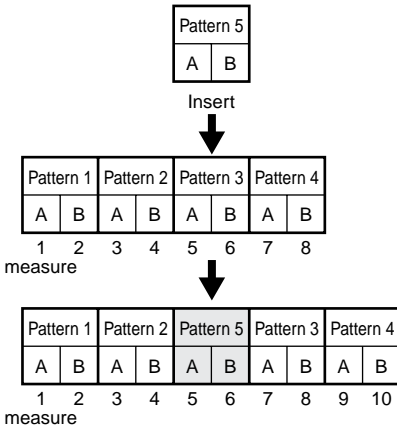 Pattern 5
A B
Insert
Pattern 1 Pattern 2 Pattern 3 Pattern 4
A B A B A B A B
1 2 3 4 5 6 7 8
measure
Pattern 1 Pattern 2 Pattern 5 Pattern 3 Pattern 4
A B A B A B A B A B
1 2 3 4 5 6 7 8 9 10
measure